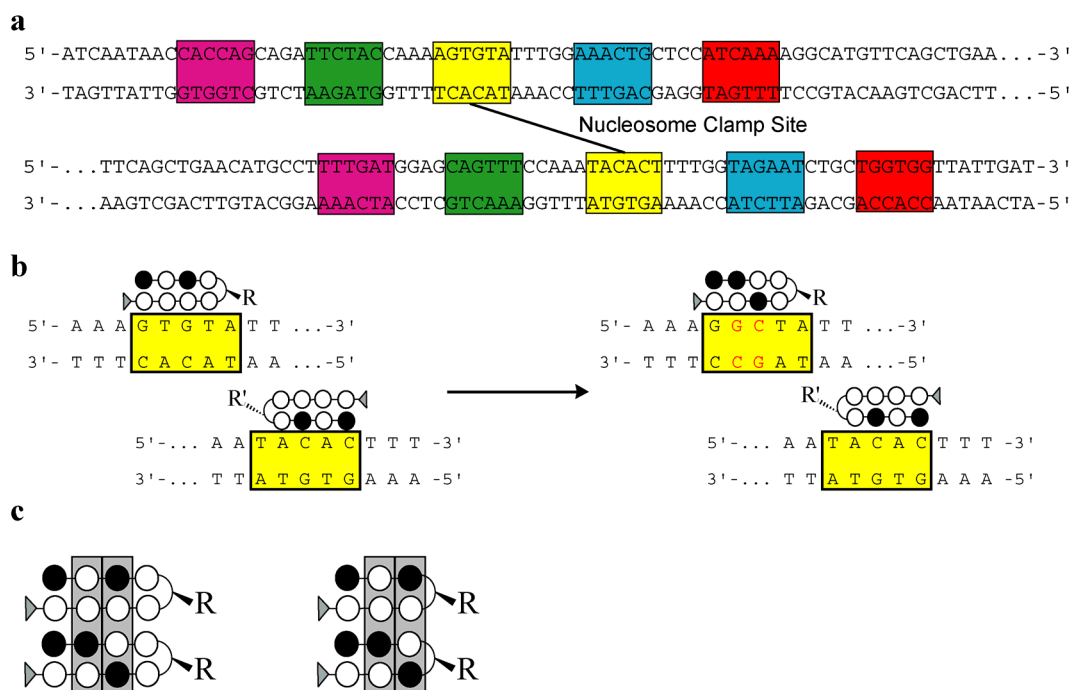 a
5'-ATCAATAACCACCAGCAGATTCTACCAAAAGTGTATTTGGAAACTGCTCCATCAAAAGGCATGTTCAGCTGAA...-3'
3'-TAGTTATTGGTGGTCGTCTAAGATGGTTTTCACATAAACCTTTGACGAGGTAGTTTTCCGTACAAGTCGACTT...-5'
Nucleosome Clamp Site
5'-...TTCAGCTGAACATGCCTTTTGATGGAGCAGTTTCCAAATACACTTTTGGTAGAATCTGCTGGTGGTTATTGAT-3'
3'-...AAGTCGACTTGTACGGAAAACTACCTCGTCAAAGGTTTATGTGAAAACCATCTTAGACGACCACCAATAACTA-5'
b
R
5'- A A A G T G T A T T ...-3'
3'- T T T C A C A T A A ...-5'
R'
5'-... A A T A C A C T T T -3'
3'-... T T A T G T G A A A -5'
R
5'- A A A G G C T A T T ...-3'
3'- T T T C C G A T A A ...-5'
R'
5'-... A A T A C A C T T T -3'
3'-... T T A T G T G A A A -5'
c
R
R
R
R